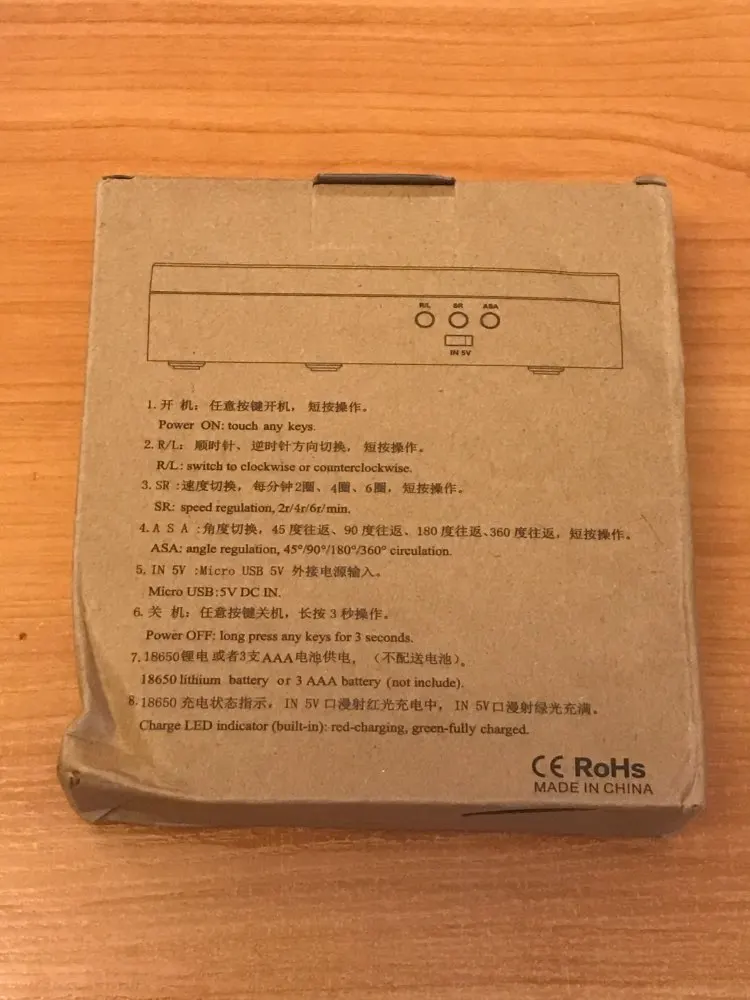 R/L SR ASA
IN 5V
1. 开 机: 任意按键开机, 短按操作。
Power ON: touch any keys.
2. R/L: 顺时针、逆时针方向切换, 短按操作。
R/L: switch to clockwise or counterclockwise.
3. SR :速度切换, 每分钟2圈、4圈、6圈, 短按操作。
SR: speed regulation, 2r/4r/6r/min.
4. A S A :角度切换, 45 度往返、90 度往返、180 度往返、360 度往返, 短按操作。
ASA: angle regulation, 45°/90°/180°/360° circulation.
5. IN 5V :Micro USB 5V 外接电源输入。
Micro USB:5V DC IN.
6. 关 机: 任意按键关机, 长按 3 秒操作。
Power OFF: long press any keys for 3 seconds.
7. 18650锂电 或者3支AAA电池供电, (不配送电池)。
18650 lithium battery or 3 AAA battery (not include).
8. 18650 充电状态指示, IN 5V 口漫射红光充电中, IN 5V口漫射绿光充满。
Charge LED indicator (built-in): red-charging, green-fully charged.
CE RoHs
MADE IN CHINA